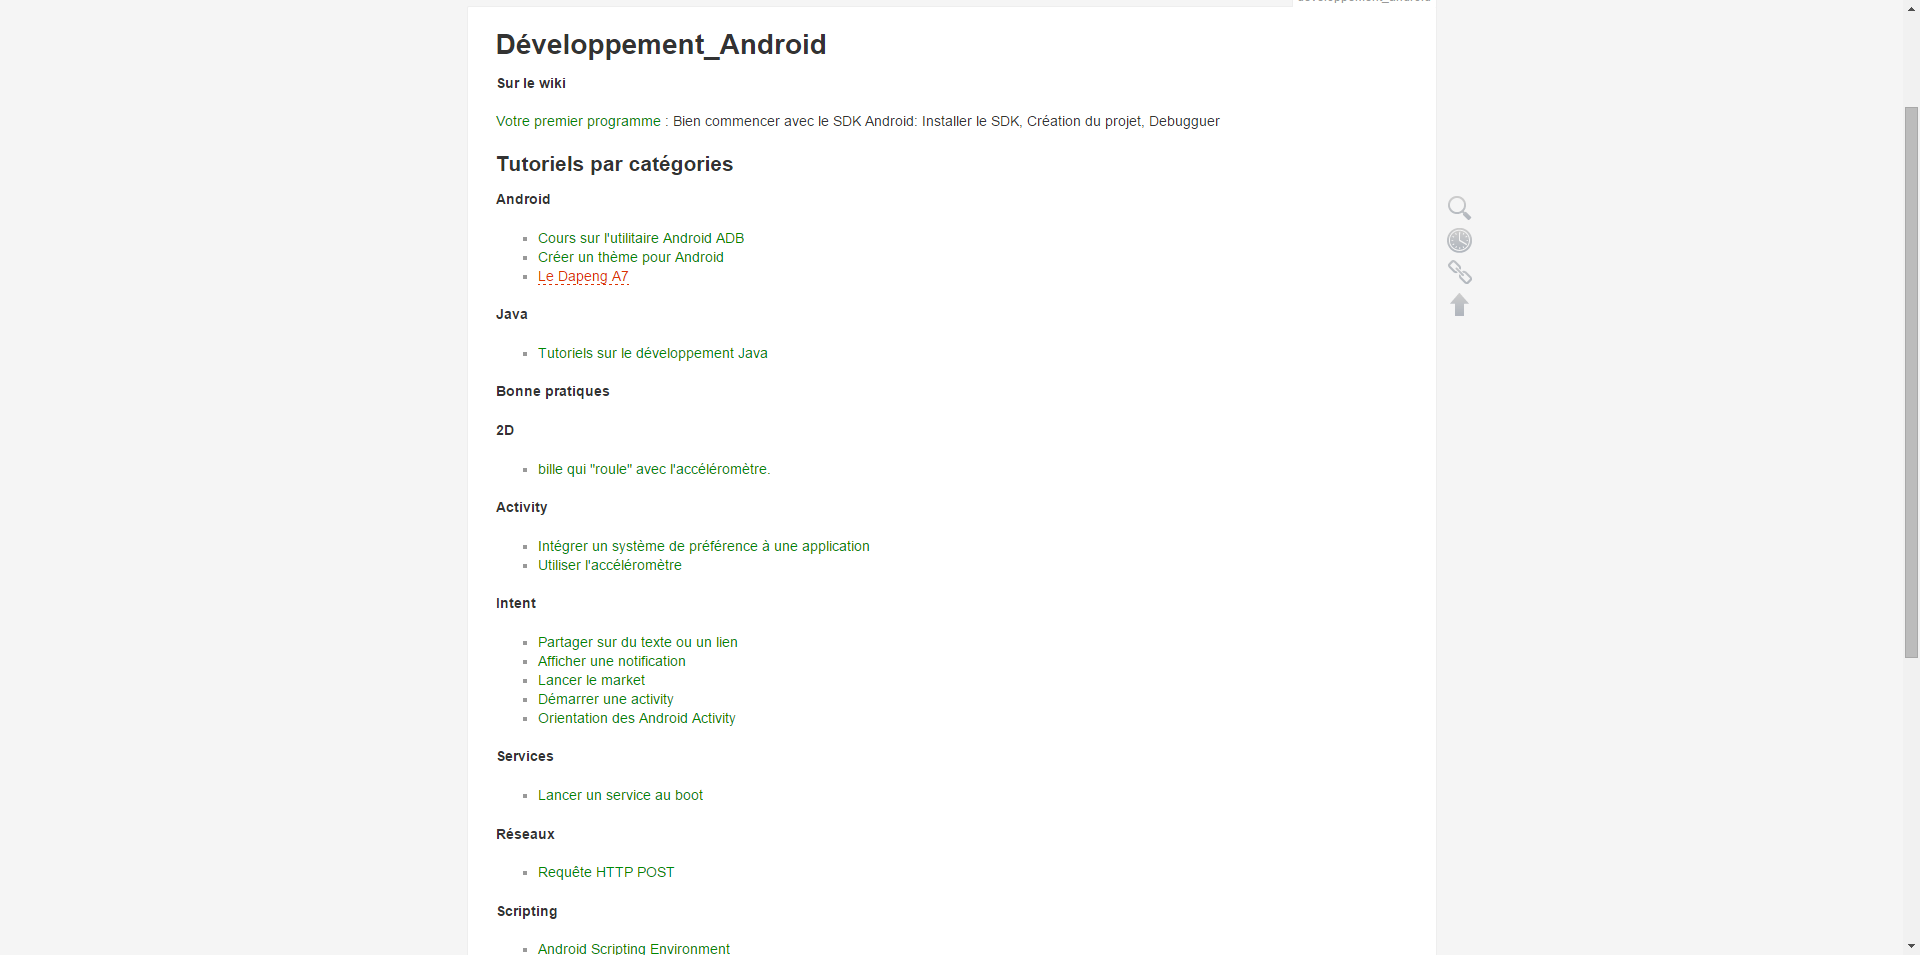 Développement_Android
Sur le wiki
Votre premier programme : Bien commencer avec le SDK Android: Installer le SDK, Création du projet, Debugguer
Tutoriels par catégories
Android
Cours sur l'utilitaire Android ADB
Créer un thème pour Android
Le Dapeng A7
Java
Tutoriels sur le développement Java
Bonne pratiques
2D
bille qui "roule" avec l'accéléromètre.
Activity
Intégrer un système de préférence à une application
Utiliser l'accéléromètre
Intent
Partager sur du texte ou un lien
Afficher une notification
Lancer le market
Démarrer une activity
Orientation des Android Activity
Services
Lancer un service au boot
Réseaux
Requête HTTP POST
Scripting
Android Scripting Environment